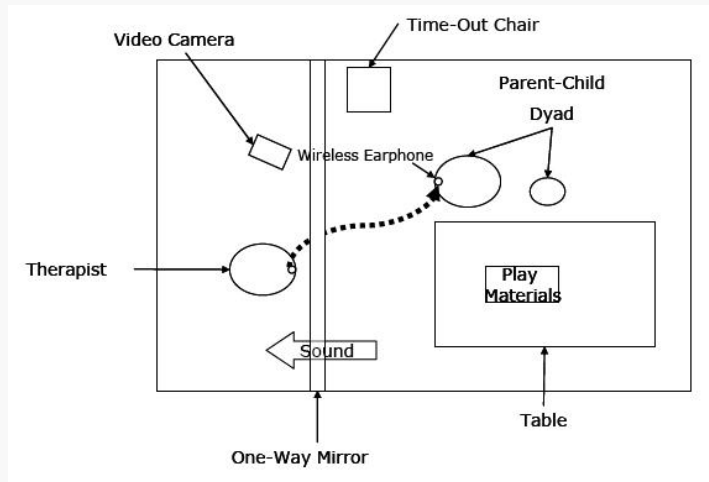 Time-Out Chair
Video Camera
Parent-Child
Dyad
Wireless Earphone
Therapist
Play
Materials
Sound
Table
One-Way Mirror